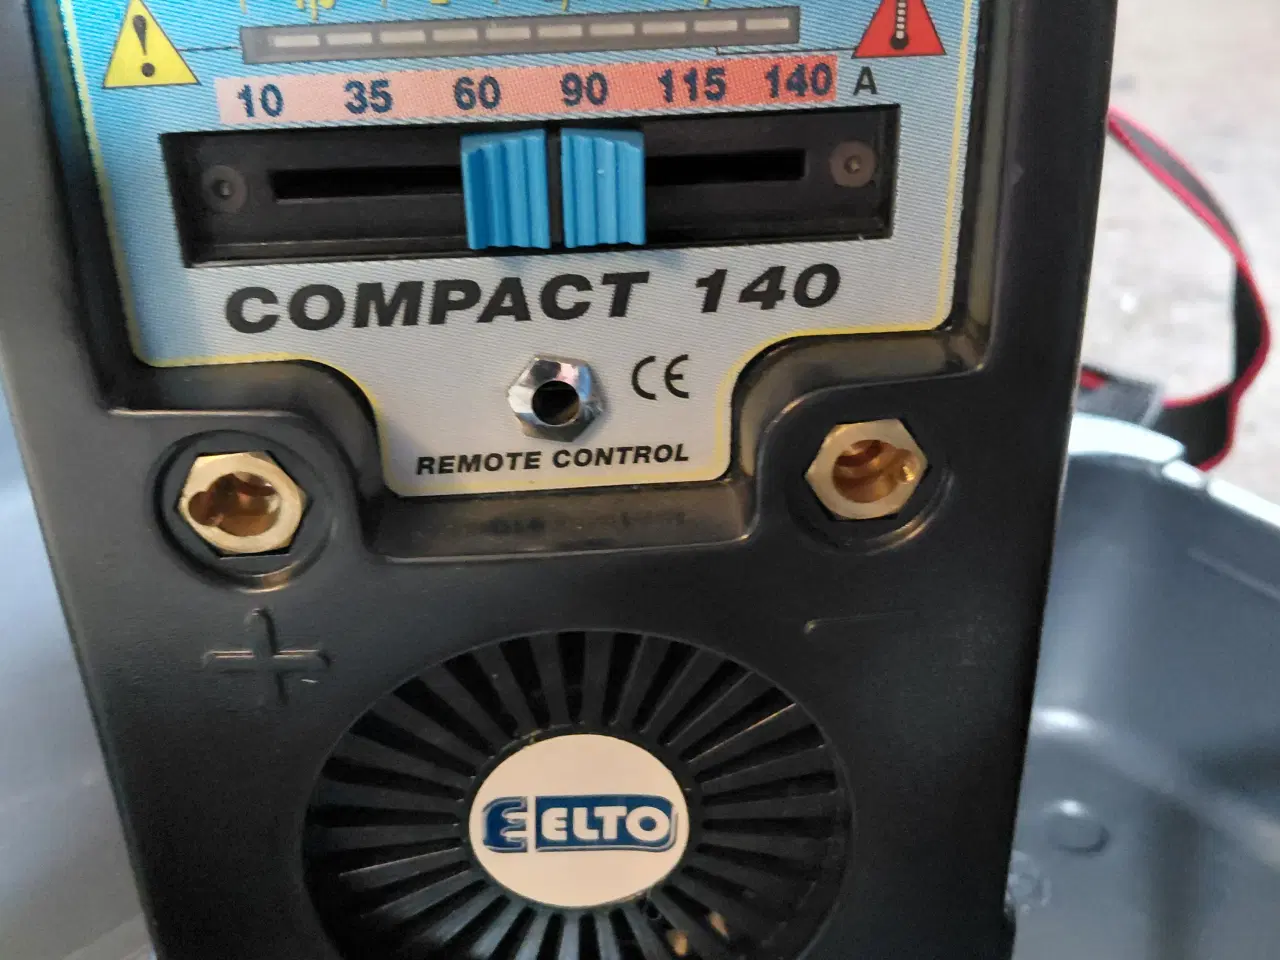 10 35 60 90 115 140 A
COMPACT 140
CE
REMOTE CONTROL
+
-
E ELTO